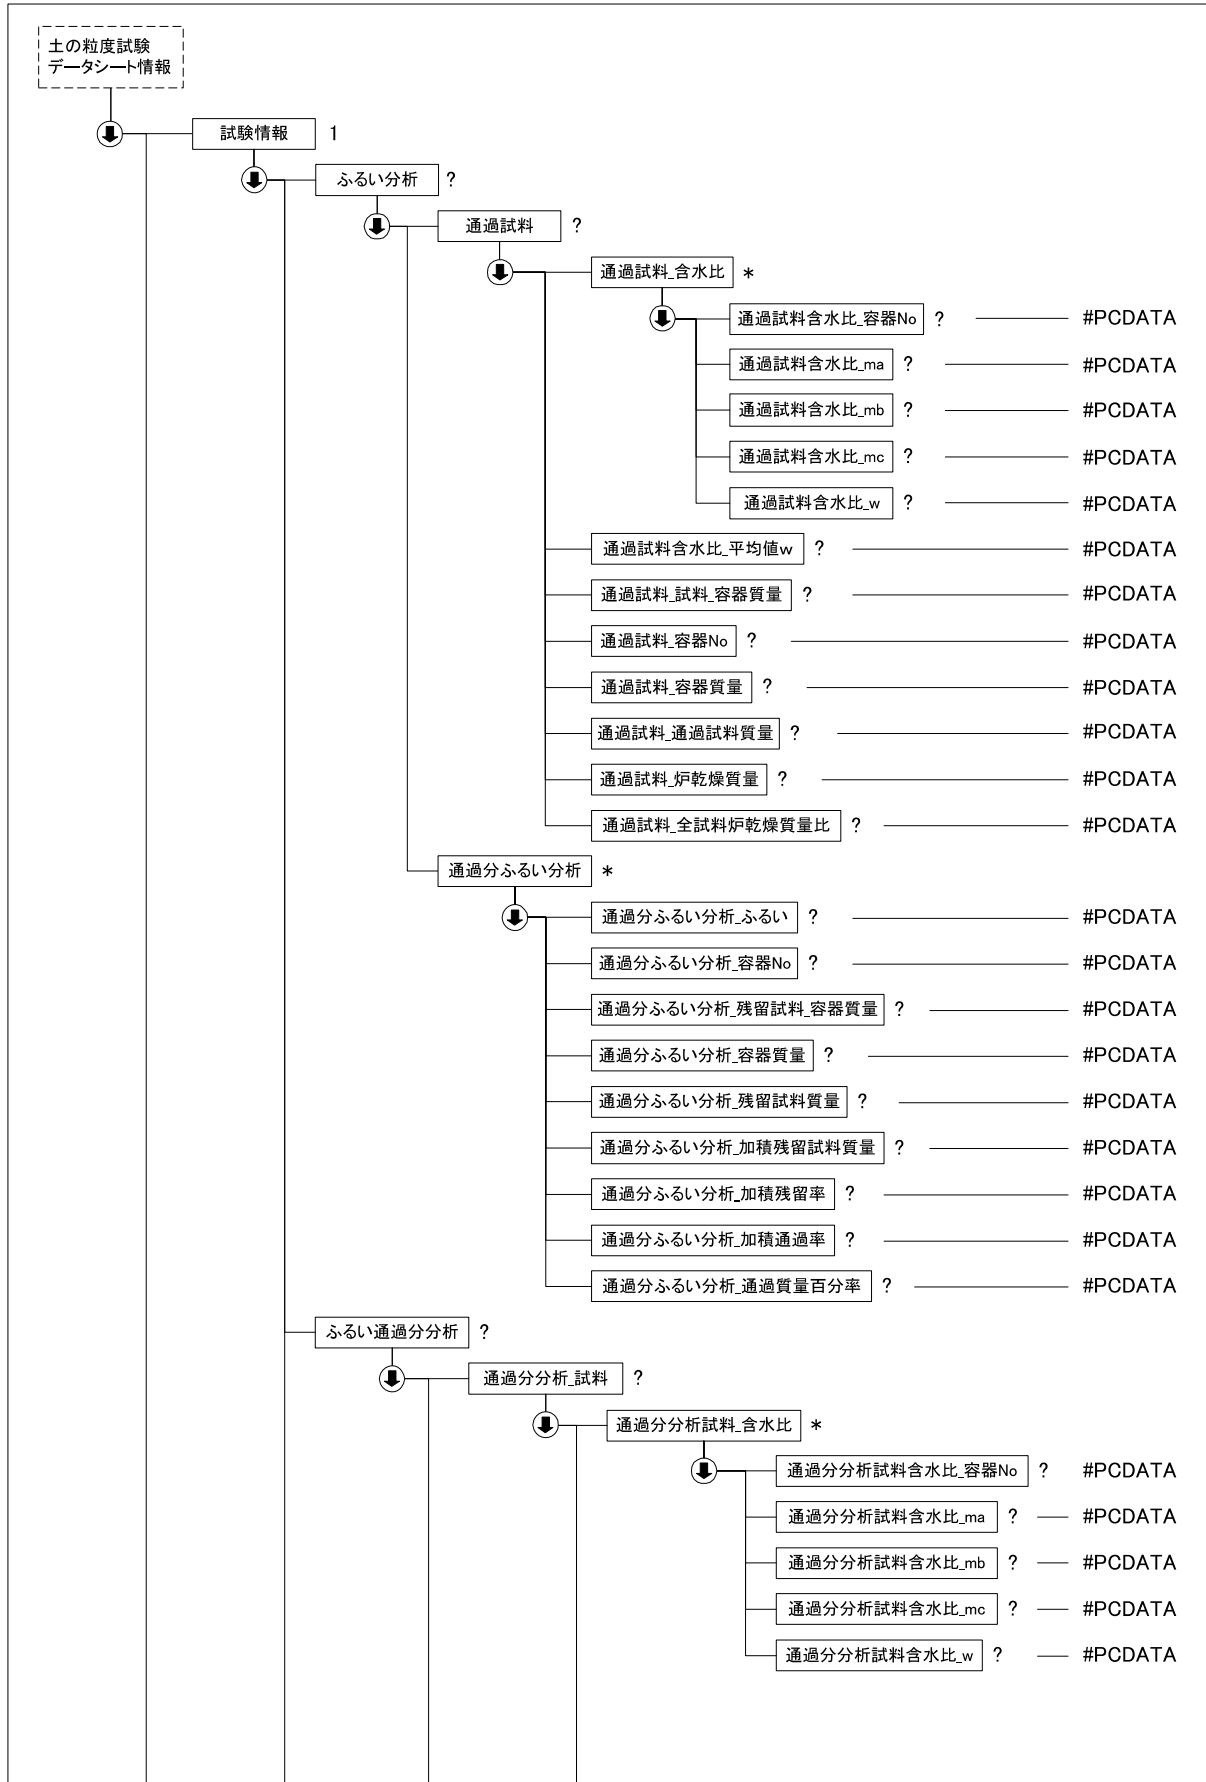 土の粒度試験
データシート情報
試験情報 1
ふるい分析 ?
通過試料 ?
通過試料_含水比 *
通過試料含水比_容器No ? #PCDATA
通過試料含水比_ma ? #PCDATA
通過試料含水比_mb ? #PCDATA
通過試料含水比_mc ? #PCDATA
通過試料含水比_w ? #PCDATA
通過試料含水比_平均値w ? #PCDATA
通過試料_試料_容器質量 ? #PCDATA
通過試料_容器No ? #PCDATA
通過試料_容器質量 ? #PCDATA
通過試料_通過試料質量 ? #PCDATA
通過試料_炉乾燥質量 ? #PCDATA
通過試料_全試料炉乾燥質量比 ? #PCDATA
通過分ふるい分析 *
通過分ふるい分析_ふるい ? #PCDATA
通過分ふるい分析_容器No ? #PCDATA
通過分ふるい分析_残留試料_容器質量 ? #PCDATA
通過分ふるい分析_容器質量 ? #PCDATA
通過分ふるい分析_残留試料質量 ? #PCDATA
通過分ふるい分析_加積残留試料質量 ? #PCDATA
通過分ふるい分析_加積残留率 ? #PCDATA
通過分ふるい分析_加積通過率 ? #PCDATA
通過分ふるい分析_通過質量百分率 ? #PCDATA
ふるい通過分分析 ?
通過分分析_試料 ?
通過分分析試料_含水比 *
通過分分析試料含水比_容器No ? #PCDATA
通過分分析試料含水比_ma ? #PCDATA
通過分分析試料含水比_mb ? #PCDATA
通過分分析試料含水比_mc ? #PCDATA
通過分分析試料含水比_w ? #PCDATA